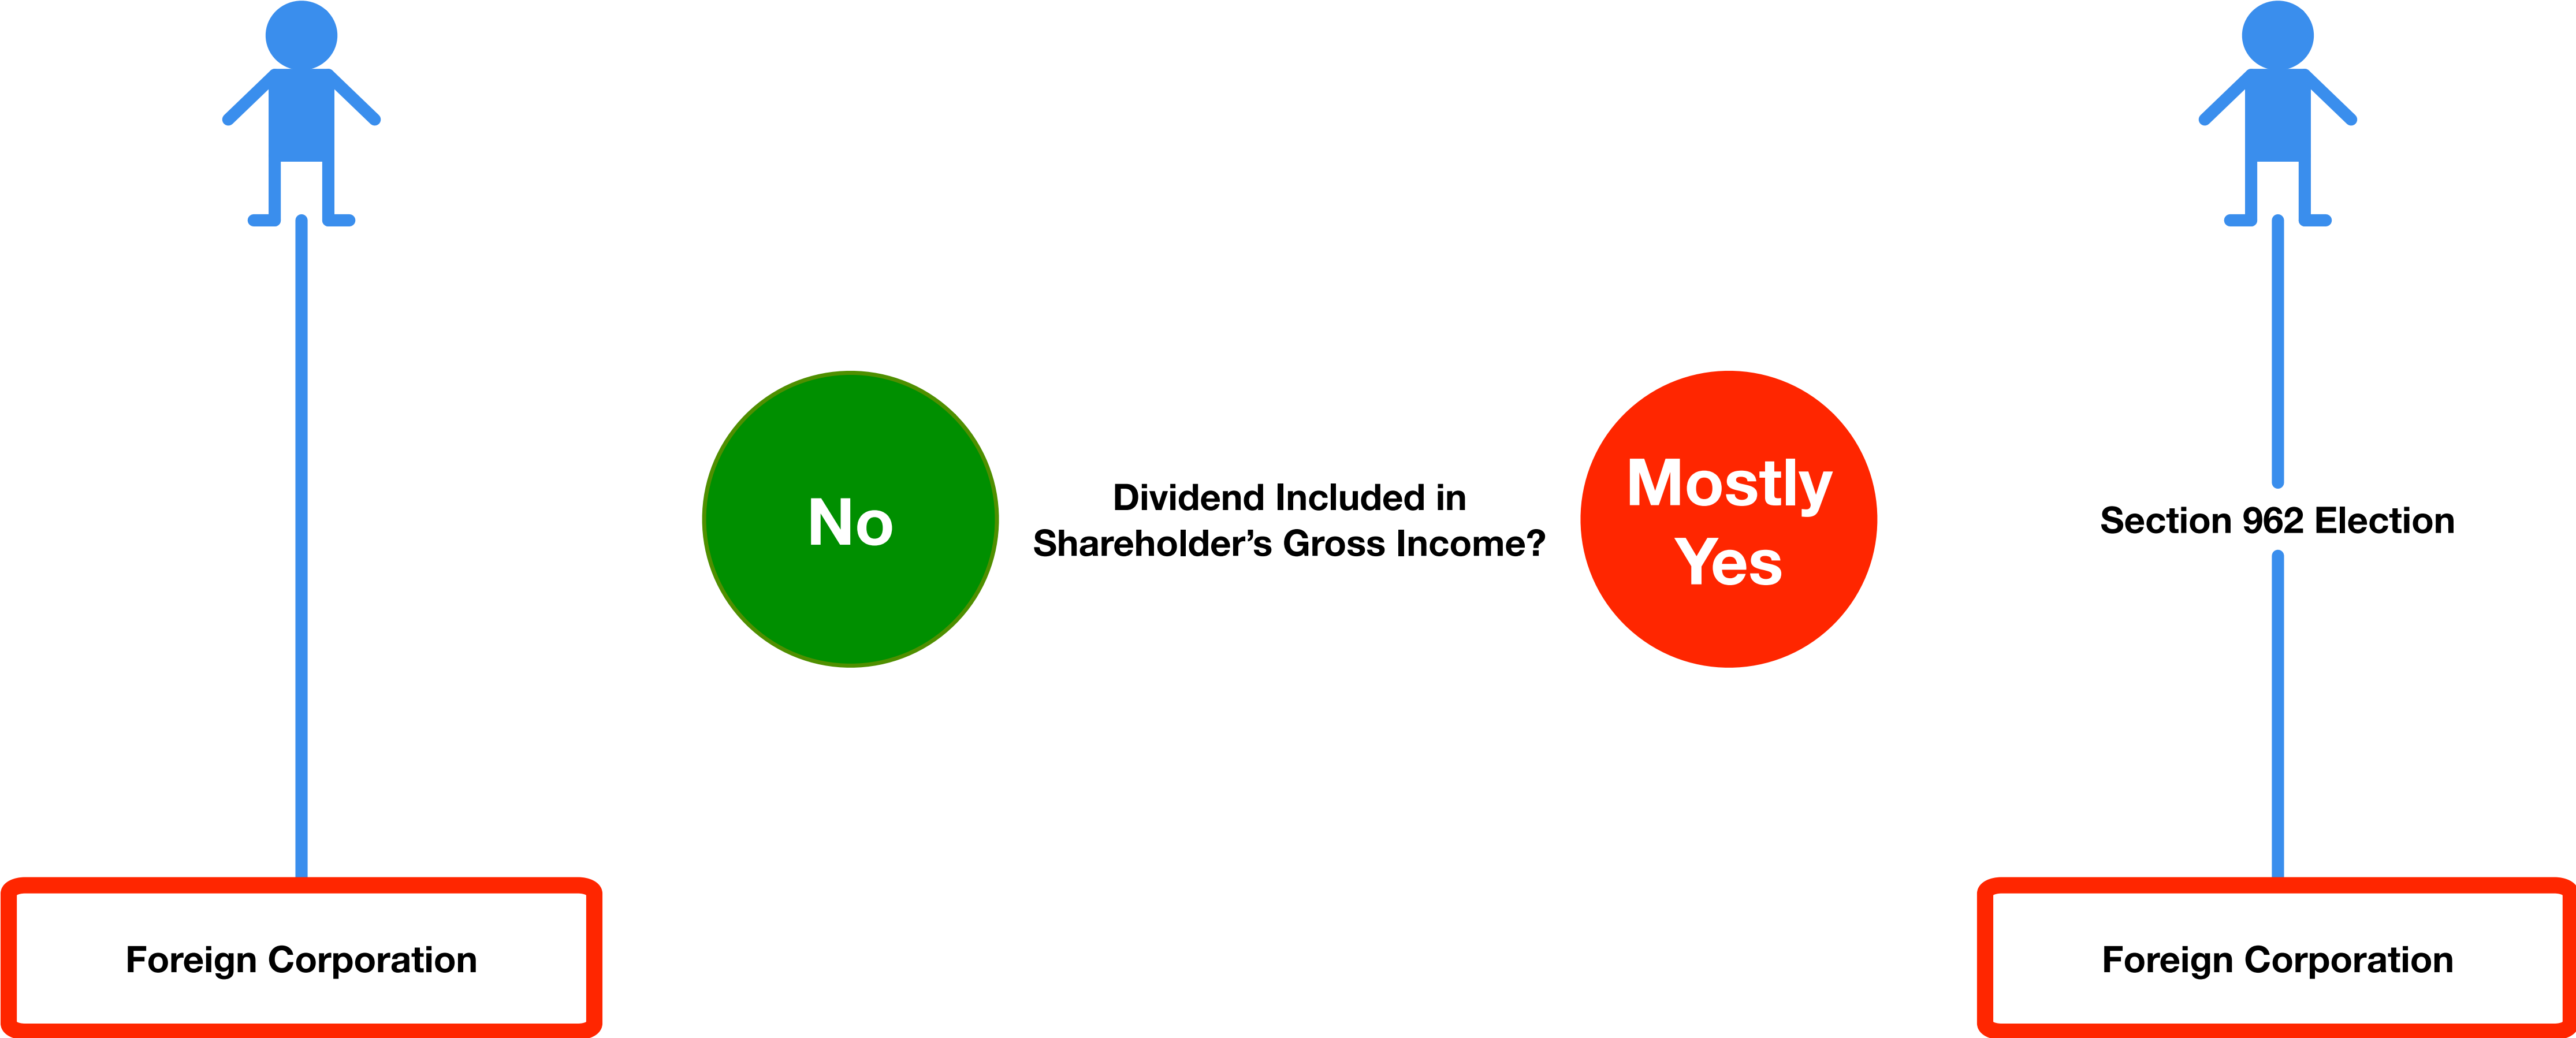 No
Dividend Included in
Shareholder’s Gross Income?
Mostly
Yes
Section 962 Election
Foreign Corporation
Foreign Corporation